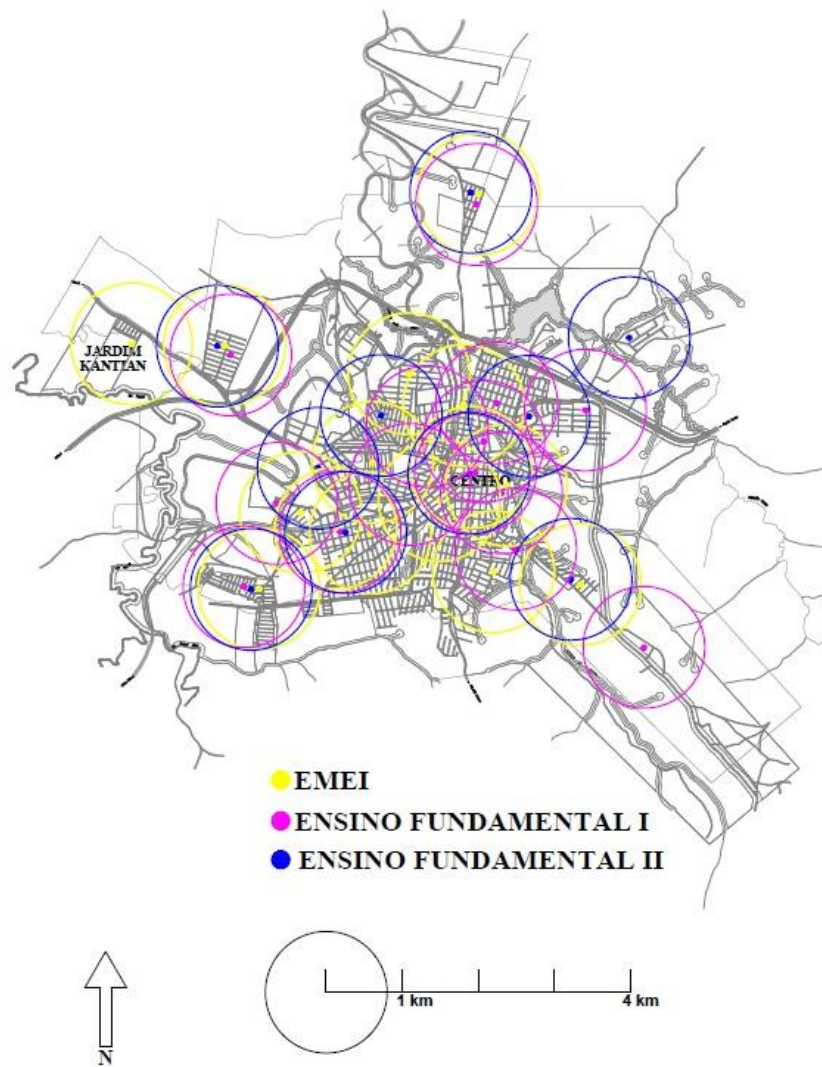 JARDIM
KANTIAN
CENTRO
EMEI
ENSINO FUNDAMENTAL I
ENSINO FUNDAMENTAL II
1 km
4 km
N